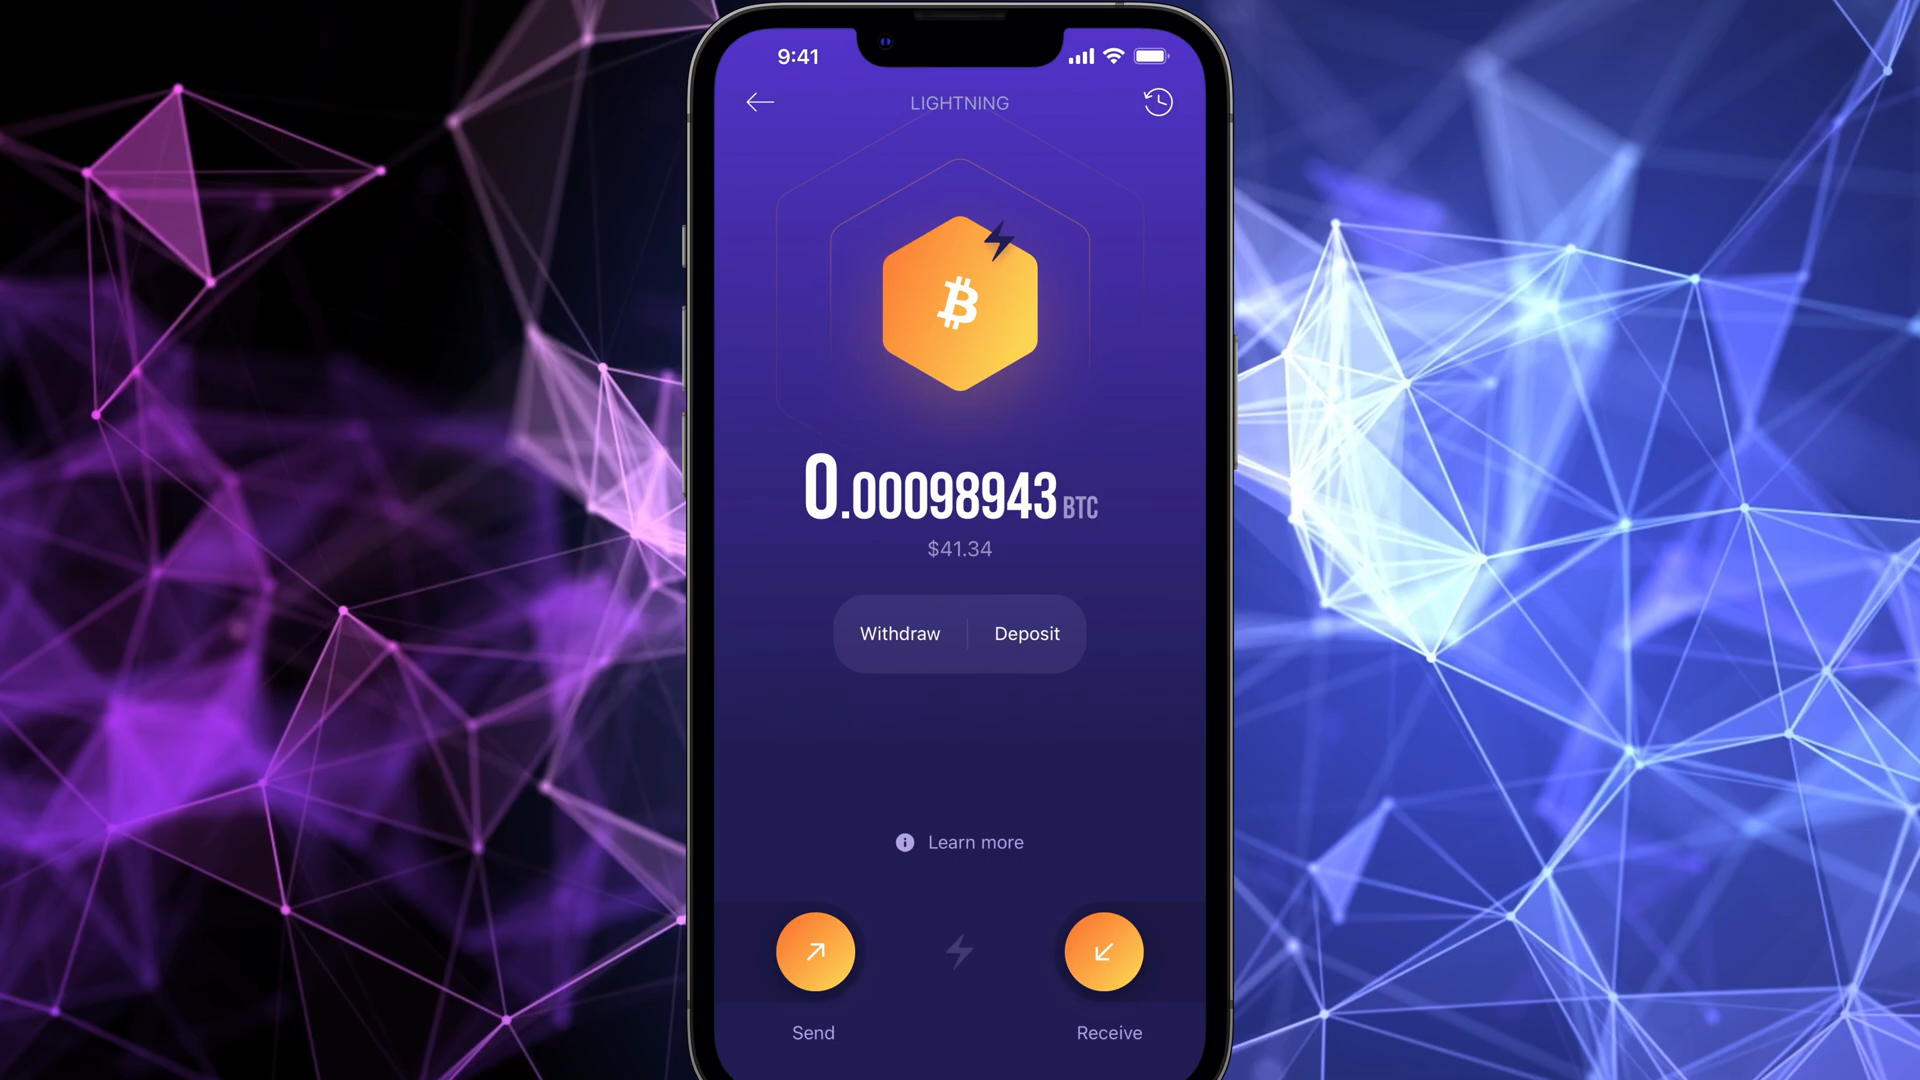 9:41
LIGHTNING
0.00098943 BTC
$41.34
Withdraw
Deposit
Learn more
Send
Receive